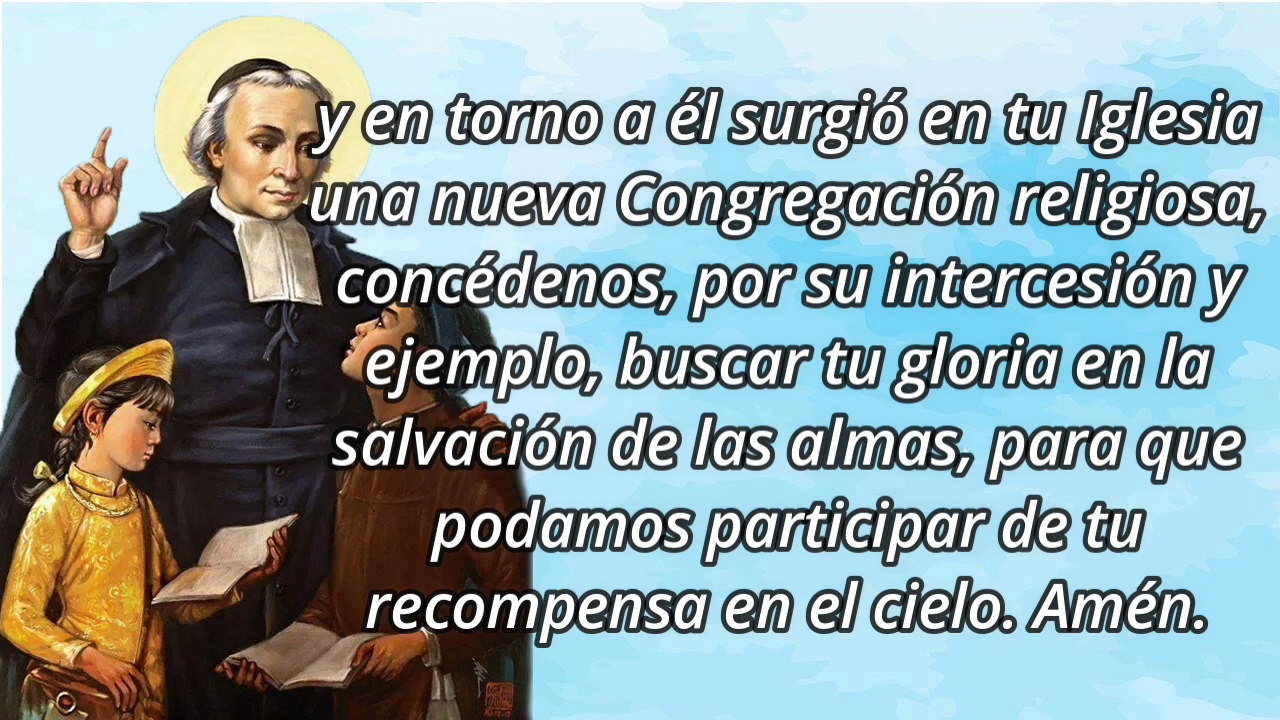 y en torno a él surgió en tu Iglesia
una nueva Congregación religiosa,
concédenos, por su intercesión y
ejemplo, buscar tu gloria en la
salvación de las almas, para que
podamos participar de tu
recompensa en el cielo. Amén.